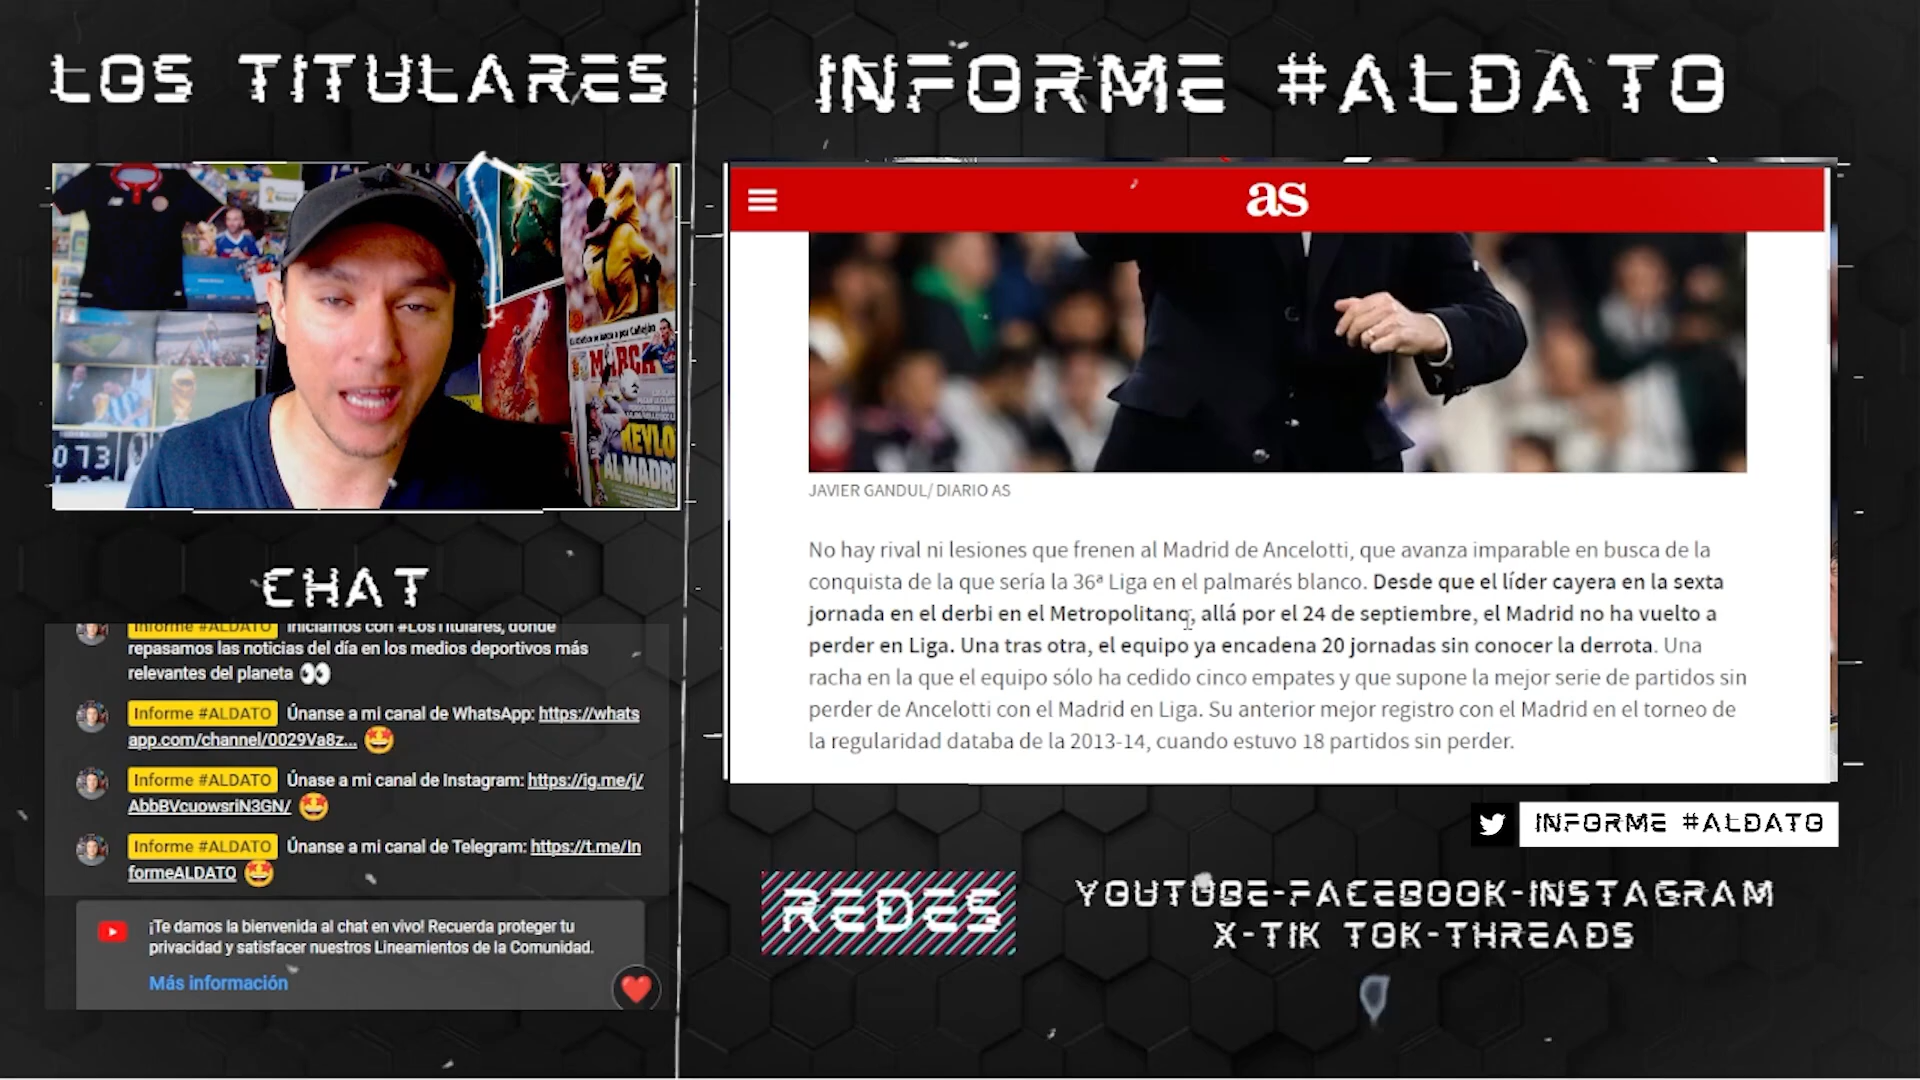 LOS TITULARES
INFORME #ALDATO
MARCA
KEYLOR
AL MADRID
073
as
JAVIER GANDUL/ DIARIO AS
No hay rival ni lesiones que frenen al Madrid de Ancelotti, que avanza imparable en busca de la
conquista de la que sería la 36ª Liga en el palmarés blanco. Desde que el líder cayera en la sexta
jornada en el derbi en el Metropolitano, allá por el 24 de septiembre, el Madrid no ha vuelto a
perder en Liga. Una tras otra, el equipo ya encadena 20 jornadas sin conocer la derrota. Una
racha en la que el equipo sólo ha cedido cinco empates y que supone la mejor serie de partidos sin
perder de Ancelotti con el Madrid en Liga. Su anterior mejor registro con el Madrid en el torneo de
la regularidad databa de la 2013-14, cuando estuvo 18 partidos sin perder.
CHAT
Informe #ALDATO Iniciamos con #LosTitulares, donde
repasamos las noticias del día en los medios deportivos más
relevantes del planeta 👀
Informe #ALDATO Únanse a mi canal de WhatsApp: https://whats
app.com/channel/0029Va8z... 🤩
Informe #ALDATO Únase a mi canal de Instagram: https://ig.me/j/
AbbBVcuowsriN3GN/ 🤩
Informe #ALDATO Únanse a mi canal de Telegram: https://t.me/In
formeALDATO 🤩
¡Te damos la bienvenida al chat en vivo! Recuerda proteger tu
privacidad y satisfacer nuestros Lineamientos de la Comunidad.
Más información
INFORME #ALDATO
REDES
YOUTUBE-FACEBOOK-INSTAGRAM
X-TIK TOK-THREADS